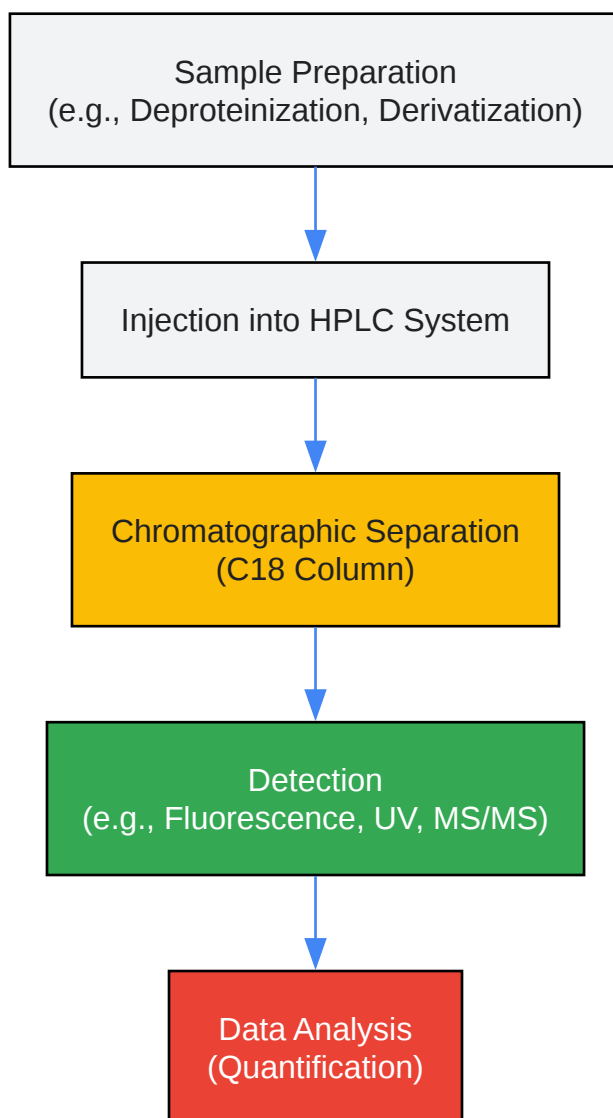 Sample Preparation
(e.g., Deproteinization, Derivatization)
Injection into HPLC System
Chromatographic Separation
(C18 Column)
Detection
(e.g., Fluorescence, UV, MS/MS)
Data Analysis
(Quantification)